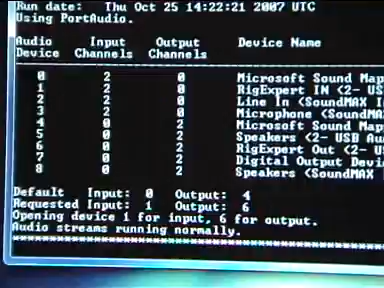 Run date: Thu Oct 25 14:22:21 2007 UTC
Using PortAudio.
Audio Input Output Device Name
Device Channels Channels
0 2 0 Microsoft Sound Map
1 2 0 RigExpert IN <2- US
2 2 0 Line In <SoundMAX I
3 2 0 Microphone <SoundMA
4 0 2 Microsoft Sound Map
5 0 2 Speakers <2- USB Au
6 0 2 RigExpert Out <2- U
7 0 2 Digital Output Devi
8 0 2 Speakers <SoundMAX
Default Input: 0 Output: 4
Requested Input: 1 Output: 6
Opening device 1 for input, 6 for output.
Audio streams running normally.